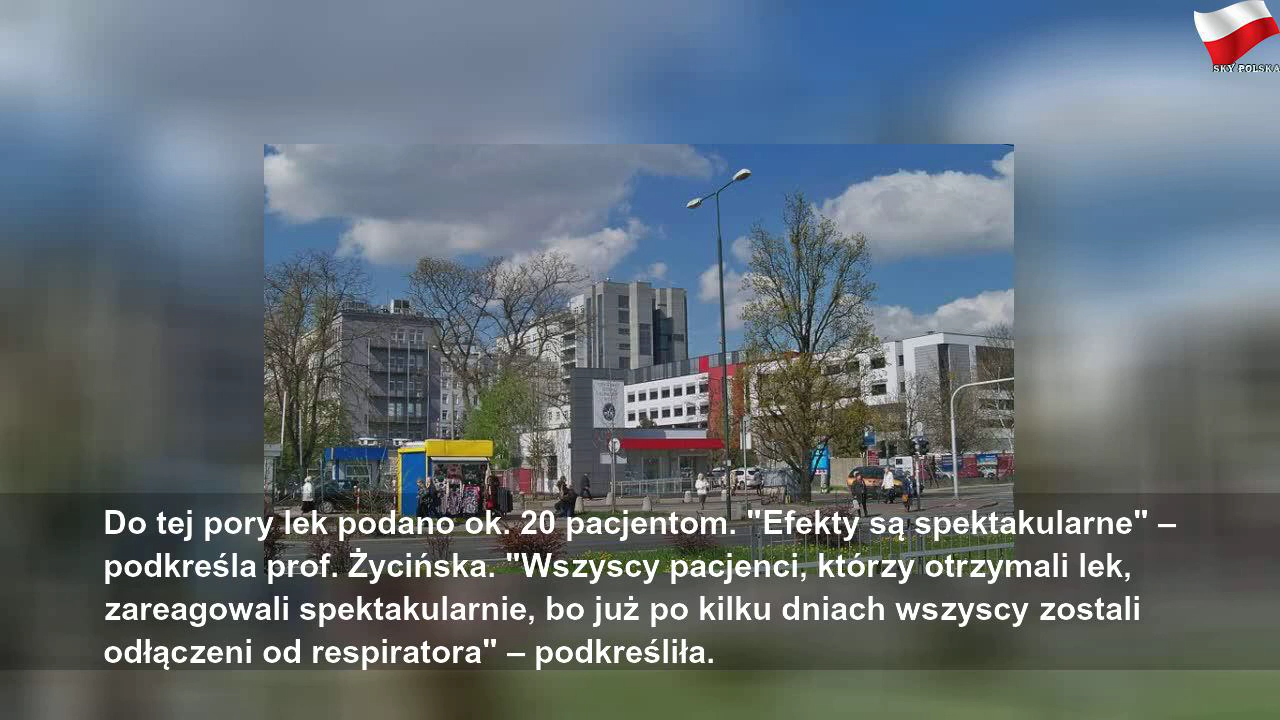 SKY POLSKA
Do tej pory lek podano ok. 20 pacjentom. "Efekty są spektakularne" –
podkreśla prof. Życińska. "Wszyscy pacjenci, którzy otrzymali lek,
zareagowali spektakularnie, bo już po kilku dniach wszyscy zostali
odłączeni od respiratora" – podkreśliła.